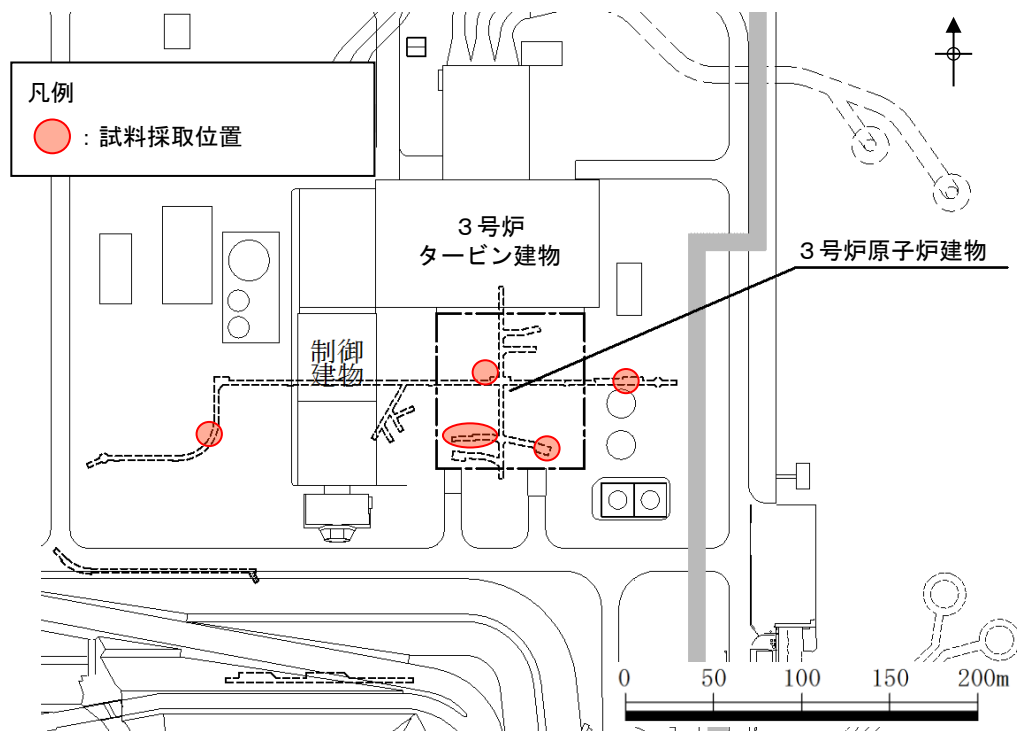 凡例
：試料採取位置
３号炉
タービン建物
３号炉原子炉建物
制御
建物
0 50 100 150 200m